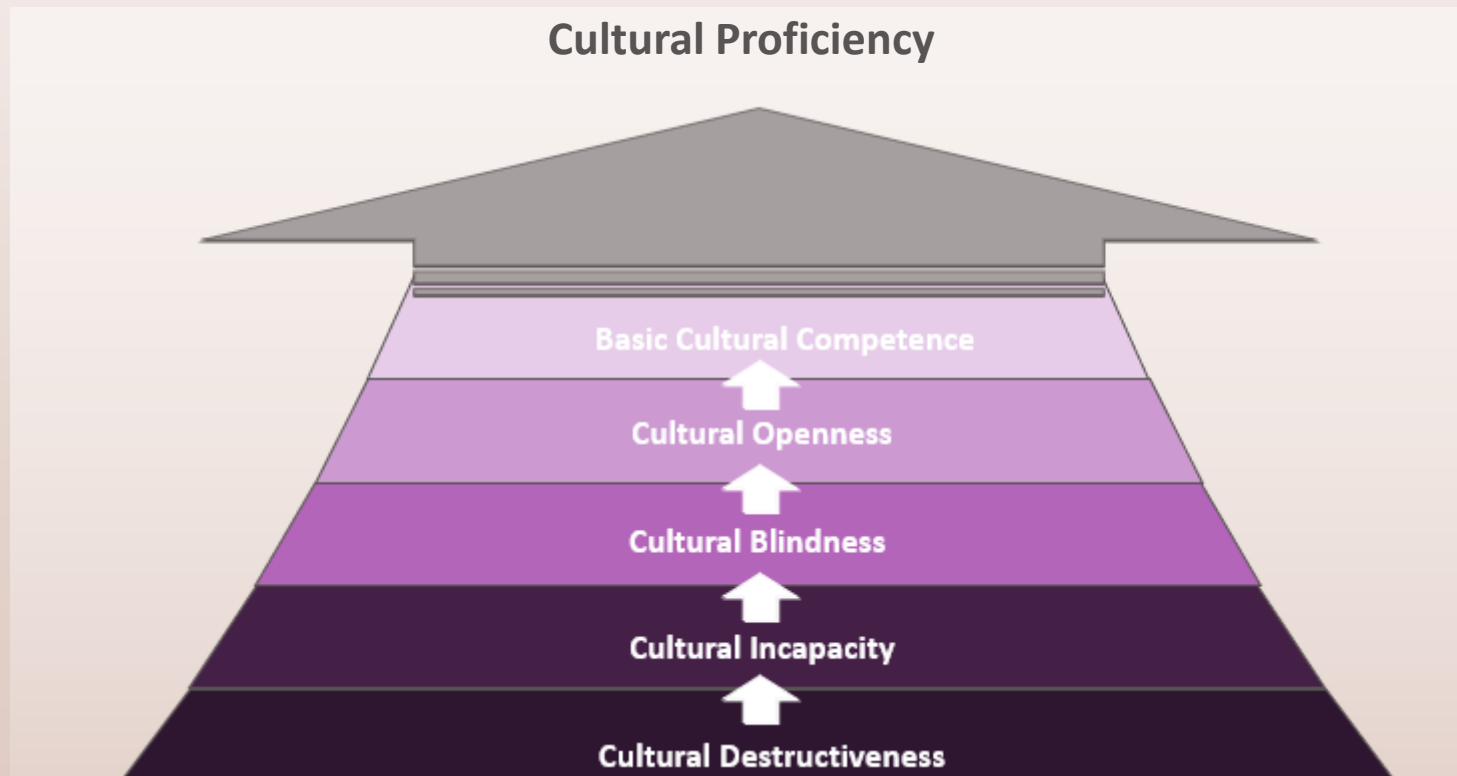 Cultural Proficiency
Basic Cultural Competence
Cultural Openness
Cultural Blindness
Cultural Incapacity
Cultural Destructiveness